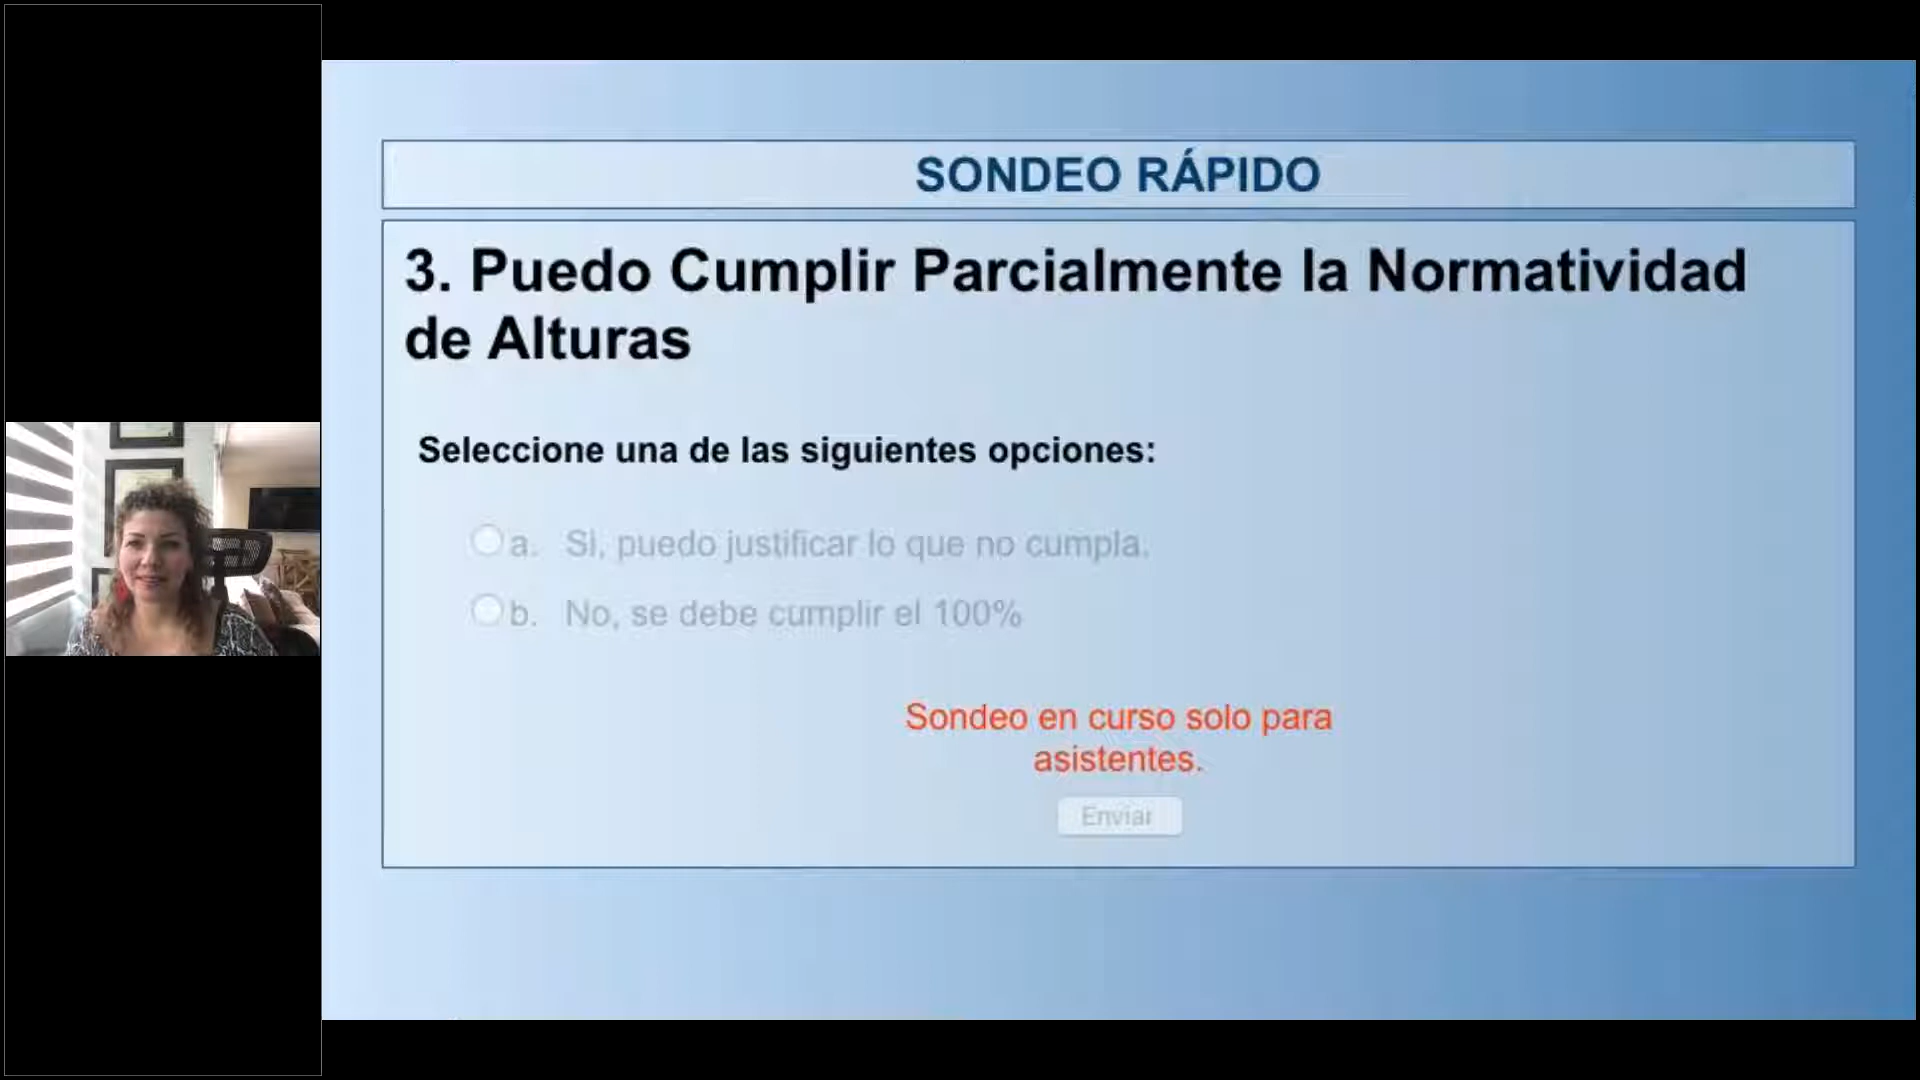 SONDEO RÁPIDO
3. Puedo Cumplir Parcialmente la Normatividad
de Alturas
Seleccione una de las siguientes opciones:
a. Si, puedo justificar lo que no cumpla.
b. No, se debe cumplir el 100%
Sondeo en curso solo para
asistentes.
Enviar